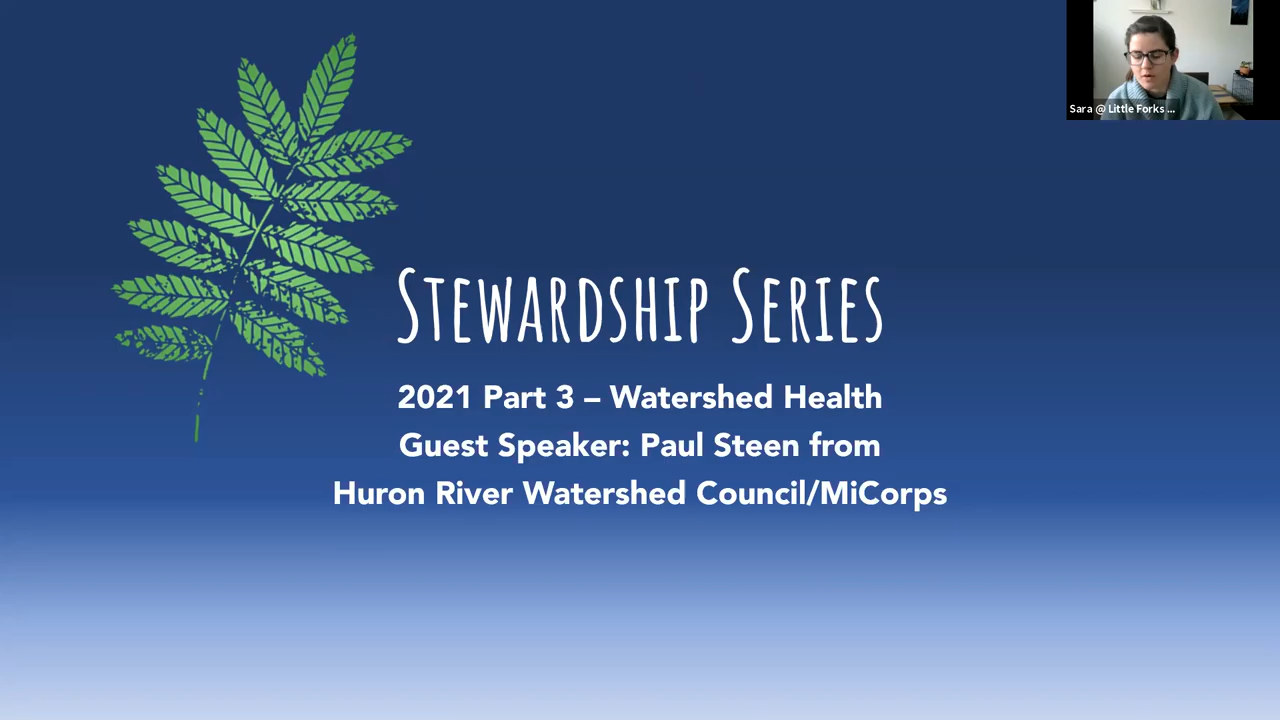 Sara @ Little Forks ...
Stewardship Series
2021 Part 3 – Watershed Health
Guest Speaker: Paul Steen from
Huron River Watershed Council/MiCorps